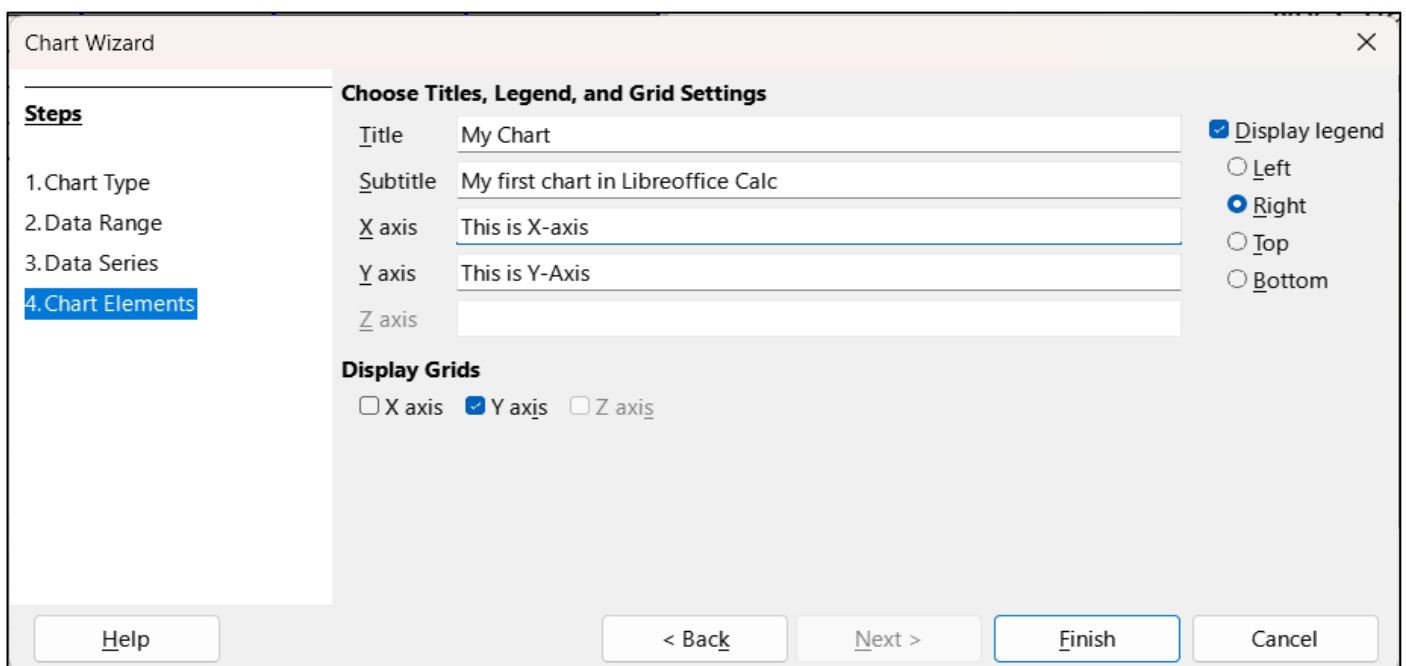 Chart Wizard
Steps
1.Chart Type
2.Data Range
3.Data Series
4.Chart Elements
Choose Titles, Legend, and Grid Settings
Title My Chart
Subtitle My first chart in Libreoffice Calc
X axis This is X-axis
Y axis This is Y-Axis
Z axis
Display legend
Left
Right
Top
Bottom
Display Grids
X axis Y axis Z axis
Help < Back Next > Finish Cancel